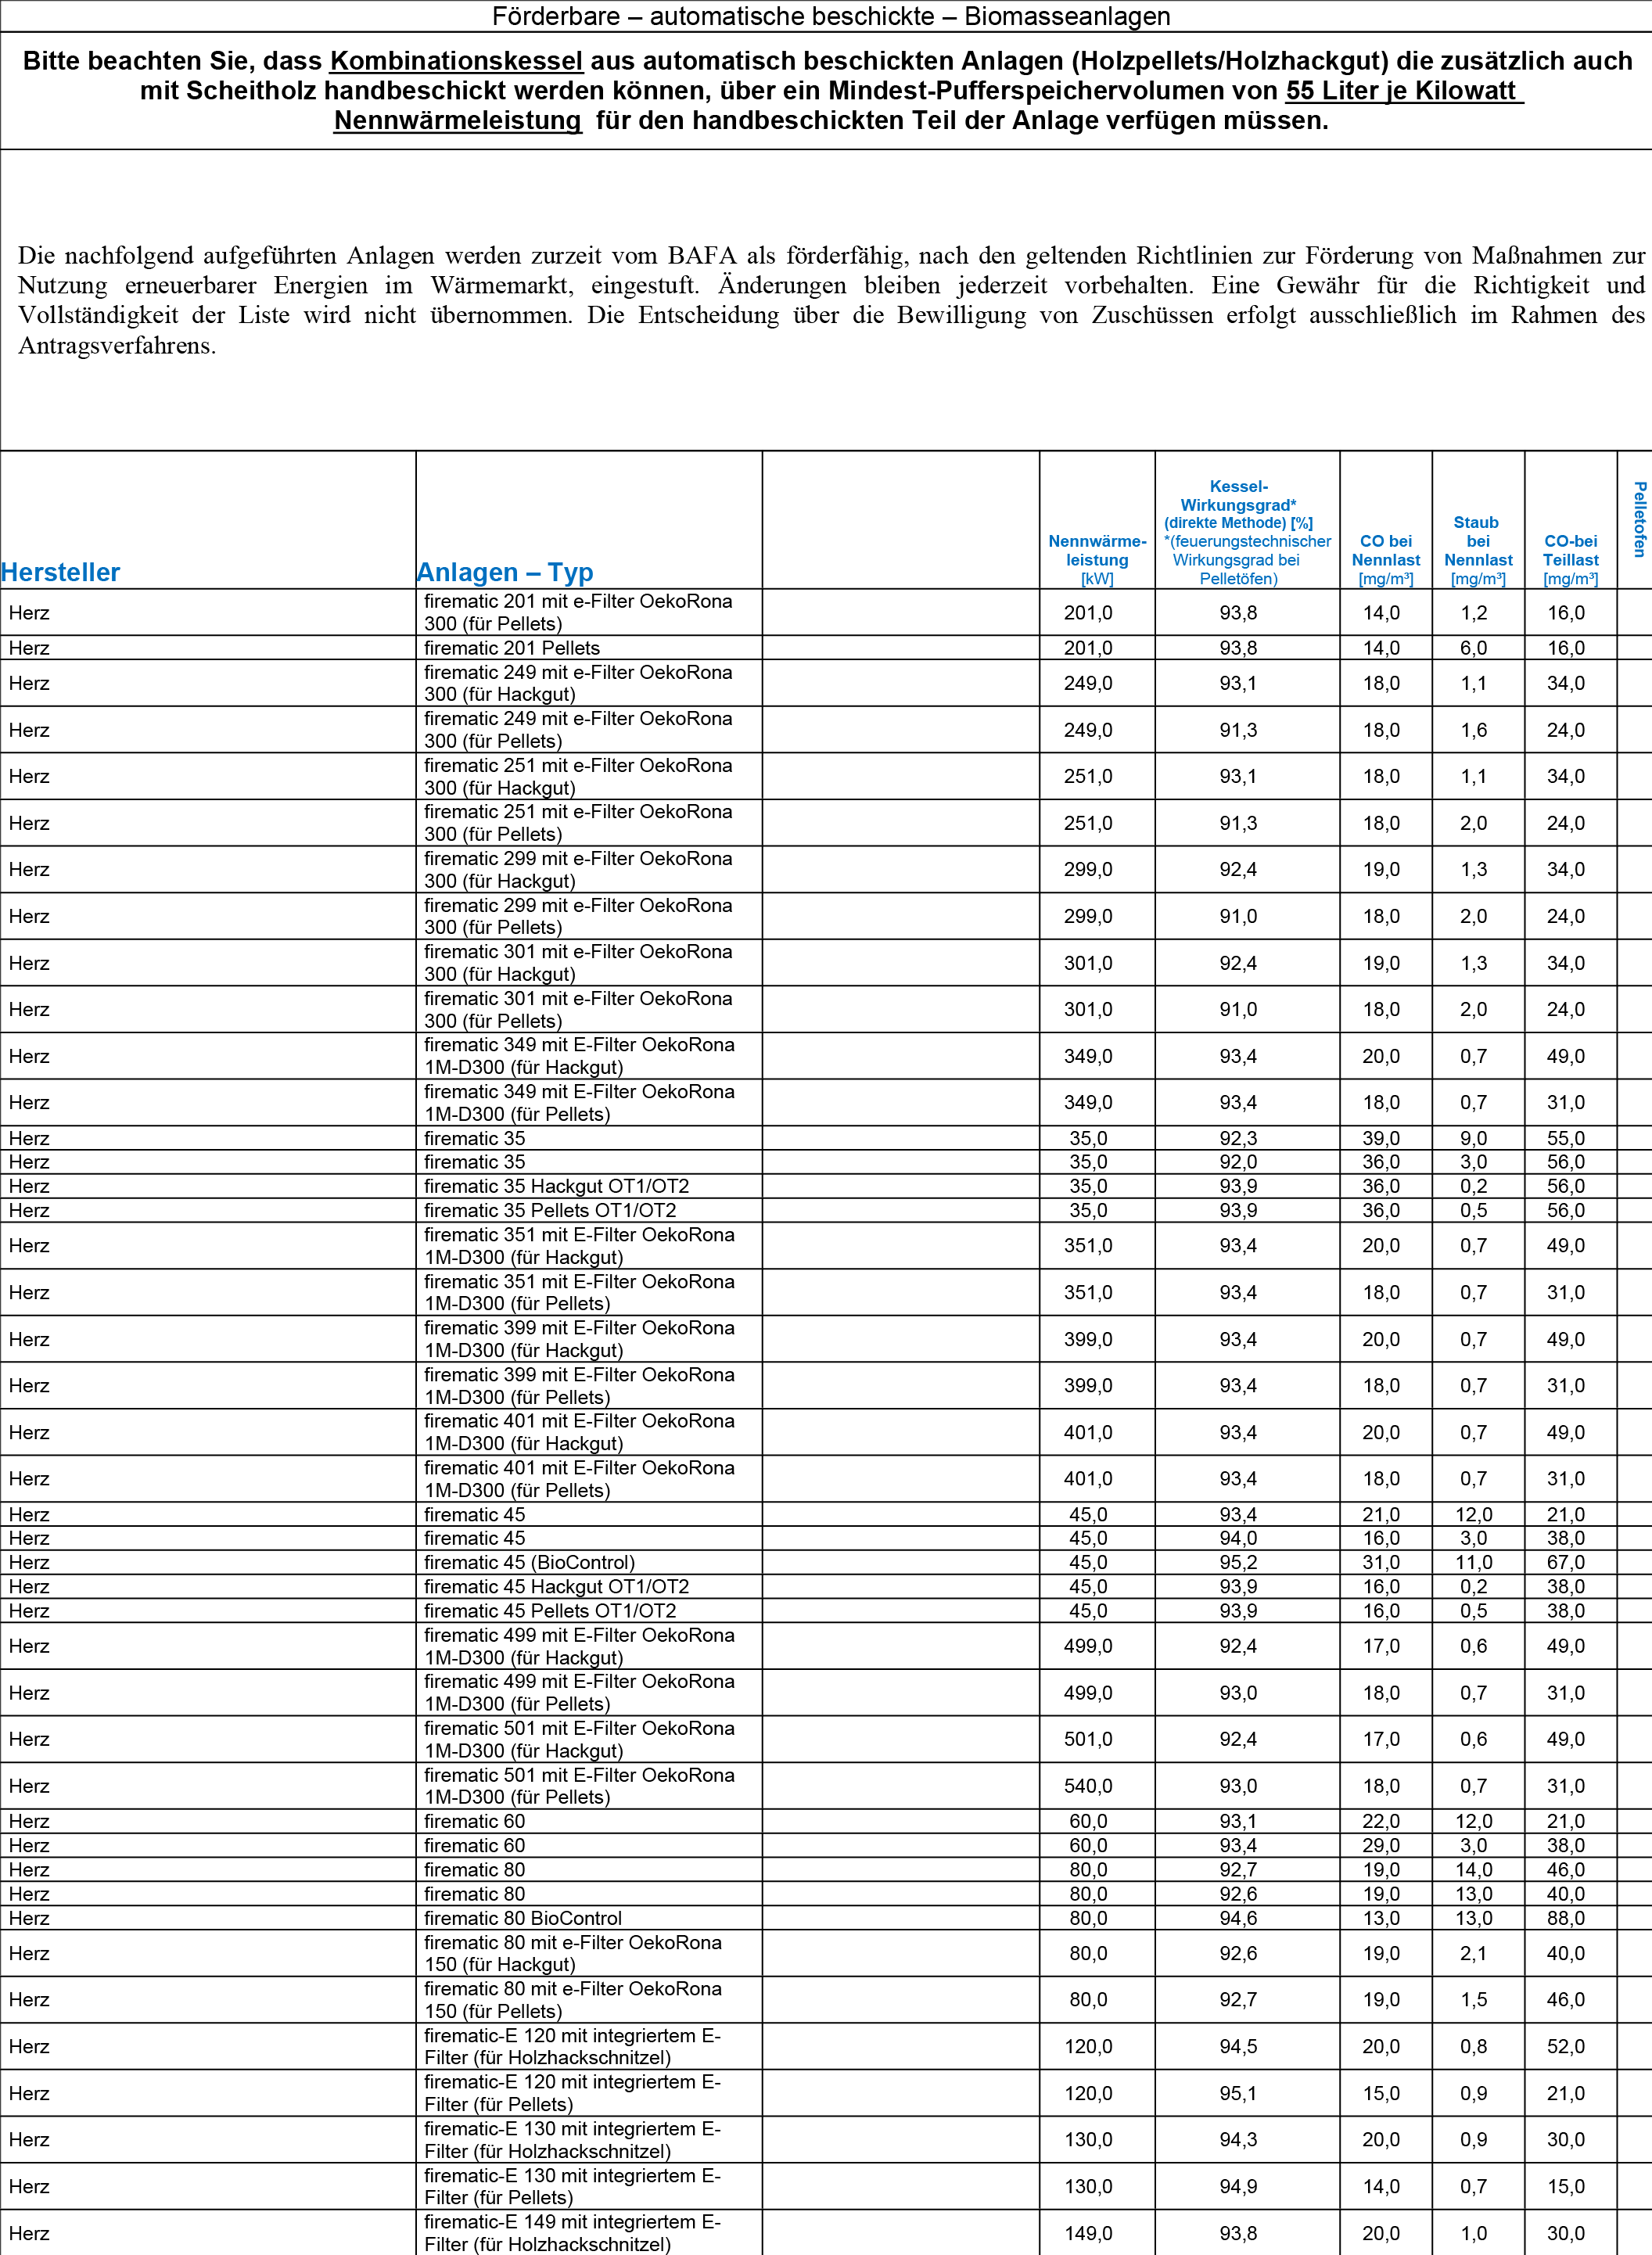 Förderbare – automatische beschickte – Biomasseanlagen
Bitte beachten Sie, dass Kombinationskessel aus automatisch beschickten Anlagen (Holzpellets/Holzhackgut) die zusätzlich auch
mit Scheitholz handbeschickt werden können, über ein Mindest-Pufferspeichervolumen von 55 Liter je Kilowatt
Nennwärmeleistung für den handbeschickten Teil der Anlage verfügen müssen.
Die nachfolgend aufgeführten Anlagen werden zurzeit vom BAFA als förderfähig, nach den geltenden Richtlinien zur Förderung von Maßnahmen zur
Nutzung erneuerbarer Energien im Wärmemarkt, eingestuft. Änderungen bleiben jederzeit vorbehalten. Eine Gewähr für die Richtigkeit und
Vollständigkeit der Liste wird nicht übernommen. Die Entscheidung über die Bewilligung von Zuschüssen erfolgt ausschließlich im Rahmen des
Antragsverfahrens.
Hersteller
Anlagen – Typ
Nennwärme-
leistung
[kW]
Kessel-
Wirkungsgrad*
(direkte Methode) [%]
*(feuerungstechnischer
Wirkungsgrad bei
Pelletöfen)
CO bei
Nennlast
[mg/m³]
Staub
bei
Nennlast
[mg/m³]
CO-bei
Teillast
[mg/m³]
Pelletofen
Herz firematic 201 mit e-Filter OekoRona
300 (für Pellets) 201,0 93,8 14,0 1,2 16,0
Herz firematic 201 Pellets 201,0 93,8 14,0 6,0 16,0
Herz firematic 249 mit e-Filter OekoRona
300 (für Hackgut) 249,0 93,1 18,0 1,1 34,0
Herz firematic 249 mit e-Filter OekoRona
300 (für Pellets) 249,0 91,3 18,0 1,6 24,0
Herz firematic 251 mit e-Filter OekoRona
300 (für Hackgut) 251,0 93,1 18,0 1,1 34,0
Herz firematic 251 mit e-Filter OekoRona
300 (für Pellets) 251,0 91,3 18,0 2,0 24,0
Herz firematic 299 mit e-Filter OekoRona
300 (für Hackgut) 299,0 92,4 19,0 1,3 34,0
Herz firematic 299 mit e-Filter OekoRona
300 (für Pellets) 299,0 91,0 18,0 2,0 24,0
Herz firematic 301 mit e-Filter OekoRona
300 (für Hackgut) 301,0 92,4 19,0 1,3 34,0
Herz firematic 301 mit e-Filter OekoRona
300 (für Pellets) 301,0 91,0 18,0 2,0 24,0
Herz firematic 349 mit E-Filter OekoRona
1M-D300 (für Hackgut) 349,0 93,4 20,0 0,7 49,0
Herz firematic 349 mit E-Filter OekoRona
1M-D300 (für Pellets) 349,0 93,4 18,0 0,7 31,0
Herz firematic 35 35,0 92,3 39,0 9,0 55,0
Herz firematic 35 35,0 92,0 36,0 3,0 56,0
Herz firematic 35 Hackgut OT1/OT2 35,0 93,9 36,0 0,2 56,0
Herz firematic 35 Pellets OT1/OT2 35,0 93,9 36,0 0,5 56,0
Herz firematic 351 mit E-Filter OekoRona
1M-D300 (für Hackgut) 351,0 93,4 20,0 0,7 49,0
Herz firematic 351 mit E-Filter OekoRona
1M-D300 (für Pellets) 351,0 93,4 18,0 0,7 31,0
Herz firematic 399 mit E-Filter OekoRona
1M-D300 (für Hackgut) 399,0 93,4 20,0 0,7 49,0
Herz firematic 399 mit E-Filter OekoRona
1M-D300 (für Pellets) 399,0 93,4 18,0 0,7 31,0
Herz firematic 401 mit E-Filter OekoRona
1M-D300 (für Hackgut) 401,0 93,4 20,0 0,7 49,0
Herz firematic 401 mit E-Filter OekoRona
1M-D300 (für Pellets) 401,0 93,4 18,0 0,7 31,0
Herz firematic 45 45,0 93,4 21,0 12,0 21,0
Herz firematic 45 45,0 94,0 16,0 3,0 38,0
Herz firematic 45 (BioControl) 45,0 95,2 31,0 11,0 67,0
Herz firematic 45 Hackgut OT1/OT2 45,0 93,9 16,0 0,2 38,0
Herz firematic 45 Pellets OT1/OT2 45,0 93,9 16,0 0,5 38,0
Herz firematic 499 mit E-Filter OekoRona
1M-D300 (für Hackgut) 499,0 92,4 17,0 0,6 49,0
Herz firematic 499 mit E-Filter OekoRona
1M-D300 (für Pellets) 499,0 93,0 18,0 0,7 31,0
Herz firematic 501 mit E-Filter OekoRona
1M-D300 (für Hackgut) 501,0 92,4 17,0 0,6 49,0
Herz firematic 501 mit E-Filter OekoRona
1M-D300 (für Pellets) 540,0 93,0 18,0 0,7 31,0
Herz firematic 60 60,0 93,1 22,0 12,0 21,0
Herz firematic 60 60,0 93,4 29,0 3,0 38,0
Herz firematic 80 80,0 92,7 19,0 14,0 46,0
Herz firematic 80 80,0 92,6 19,0 13,0 40,0
Herz firematic 80 BioControl 80,0 94,6 13,0 13,0 88,0
Herz firematic 80 mit e-Filter OekoRona
150 (für Hackgut) 80,0 92,6 19,0 2,1 40,0
Herz firematic 80 mit e-Filter OekoRona
150 (für Pellets) 80,0 92,7 19,0 1,5 46,0
Herz firematic-E 120 mit integriertem E-
Filter (für Holzhackschnitzel) 120,0 94,5 20,0 0,8 52,0
Herz firematic-E 120 mit integriertem E-
Filter (für Pellets) 120,0 95,1 15,0 0,9 21,0
Herz firematic-E 130 mit integriertem E-
Filter (für Holzhackschnitzel) 130,0 94,3 20,0 0,9 30,0
Herz firematic-E 130 mit integriertem E-
Filter (für Pellets) 130,0 94,9 14,0 0,7 15,0
Herz firematic-E 149 mit integriertem E-
Filter (für Holzhackschnitzel) 149,0 93,8 20,0 1,0 30,0